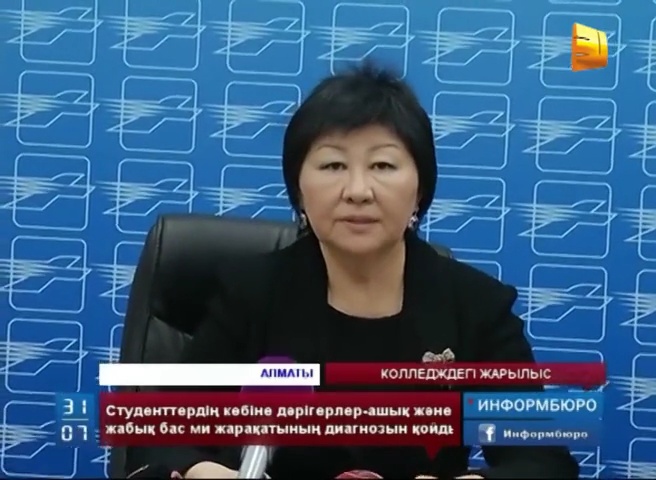 АЛМАТЫ
КОЛЛЕДЖДЕГІ ЖАРЫЛЫС
31
07
Студенттердің көбіне дәрігерлер-ашық және
жабық бас ми жарақатының диагнозын қойды
ИНФОРМБЮРО
Информбюро